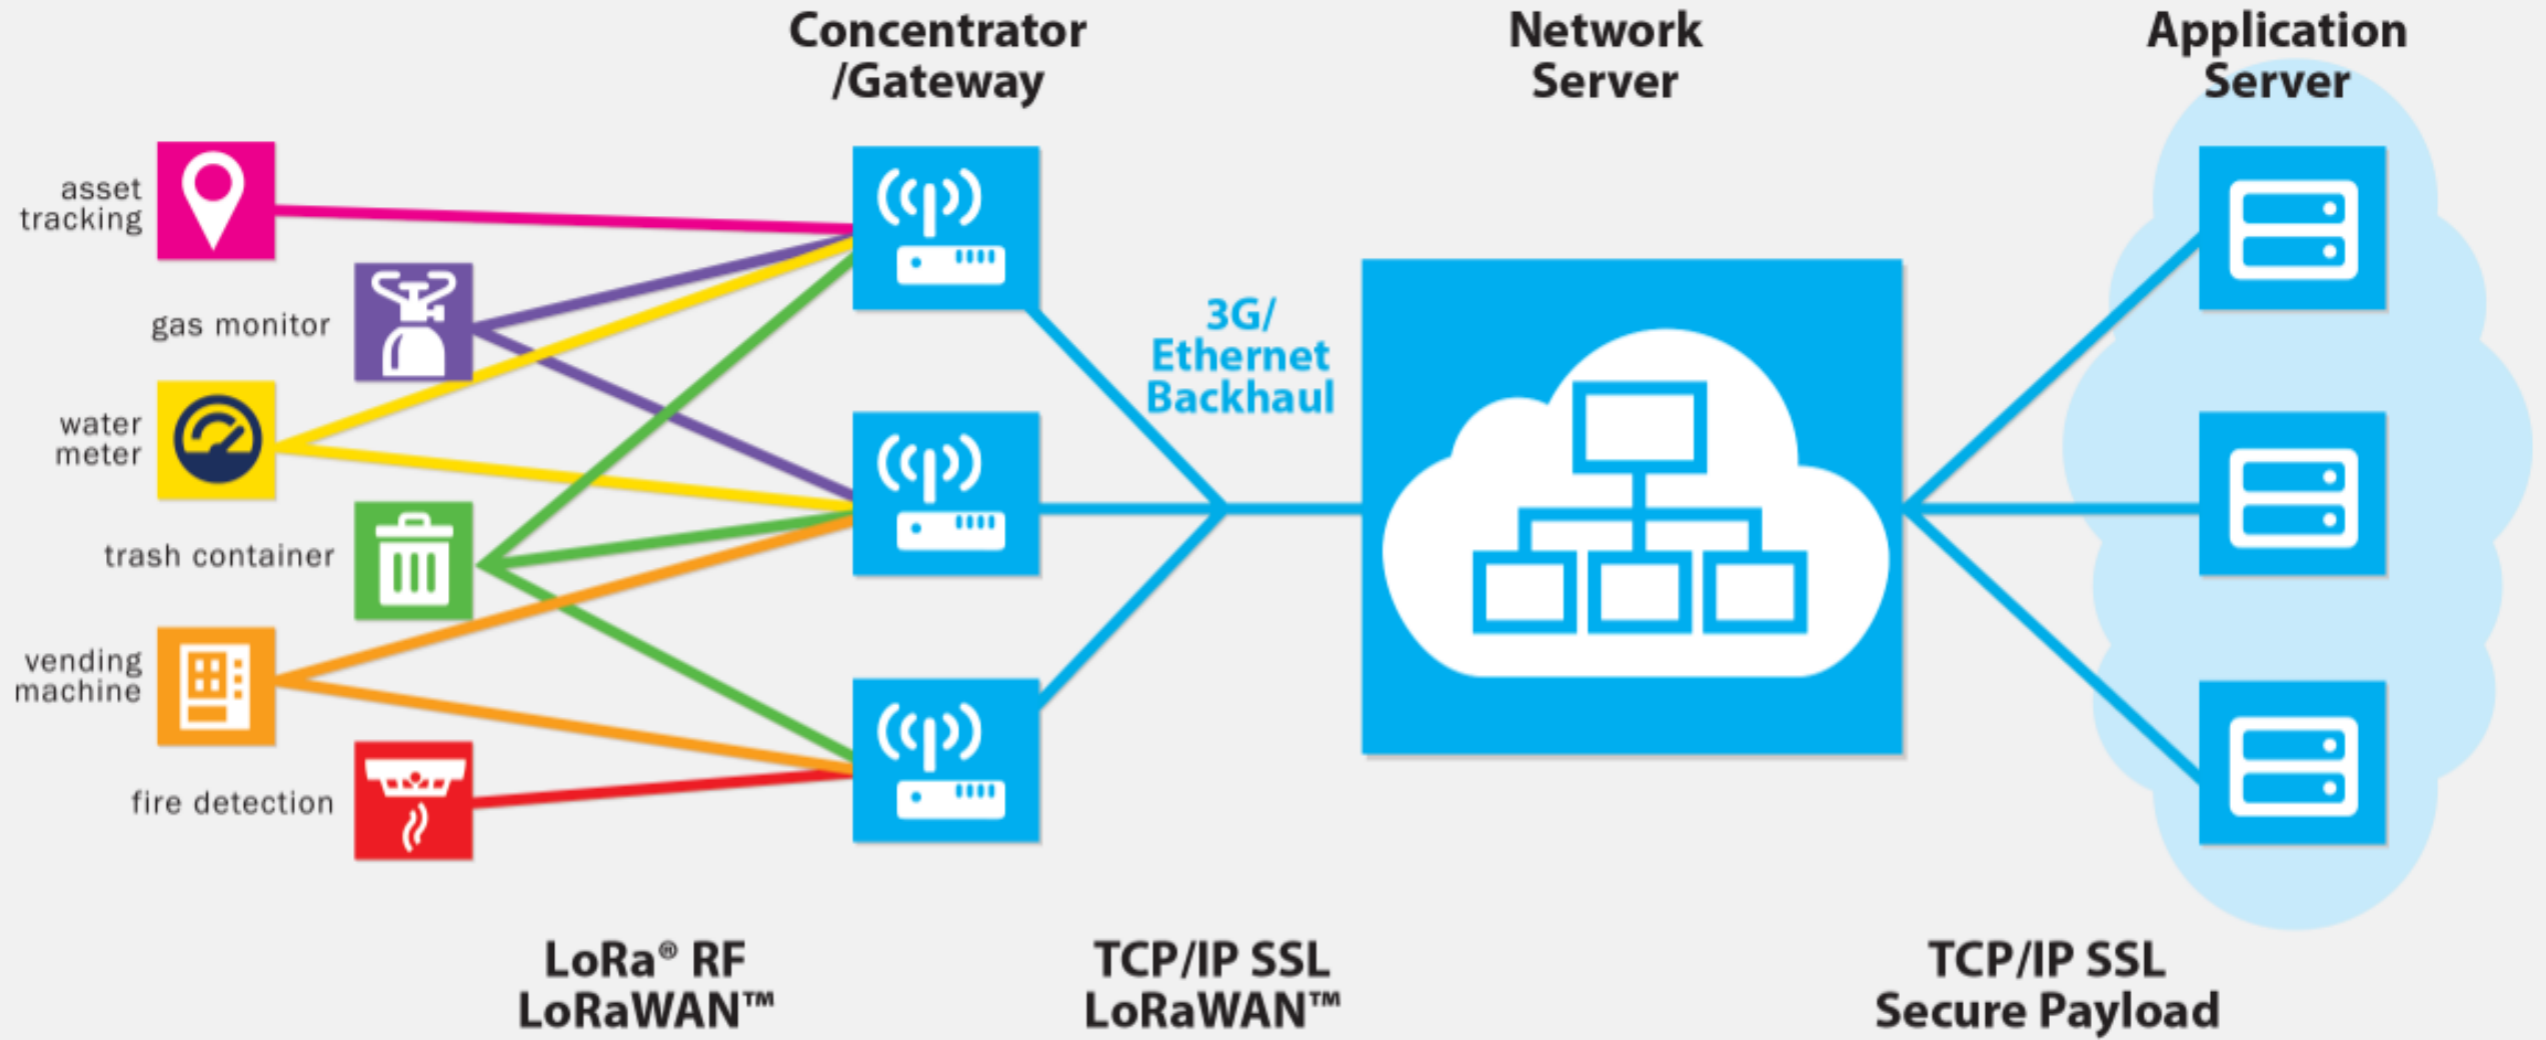 Concentrator
/Gateway
Network
Server
Application
Server
asset
tracking
gas monitor
water
meter
trash container
vending
machine
fire detection
3G/
Ethernet
Backhaul
LoRa® RF
LoRaWAN™
TCP/IP SSL
LoRaWAN™
TCP/IP SSL
Secure Payload